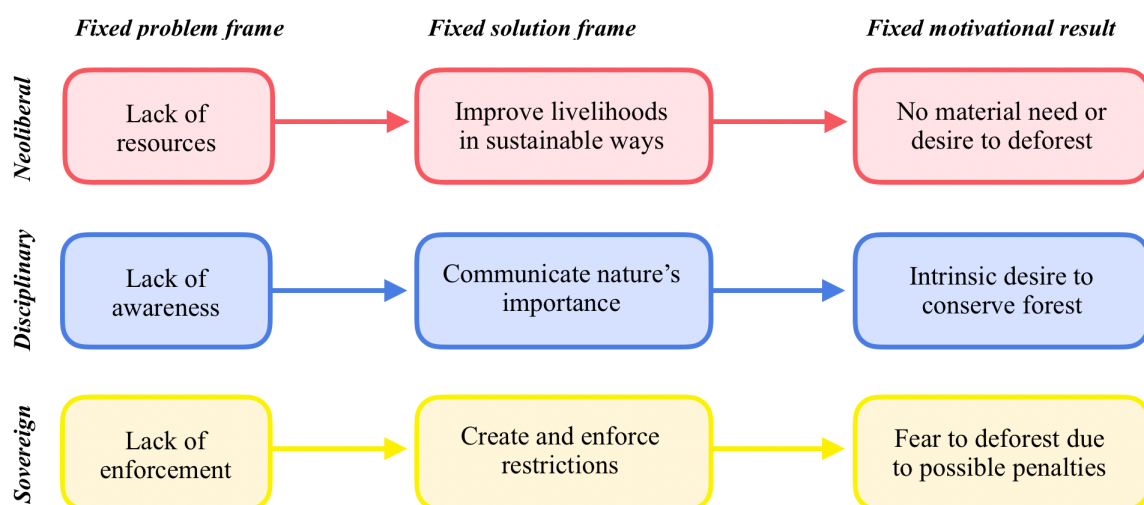 Fixed problem frame
Fixed solution frame
Fixed motivational result
Neoliberal
Lack of
resources
Improve livelihoods
in sustainable ways
No material need or
desire to deforest
Disciplinary
Lack of
awareness
Communicate nature’s
importance
Intrinsic desire to
conserve forest
Sovereign
Lack of
enforcement
Create and enforce
restrictions
Fear to deforest due
to possible penalties